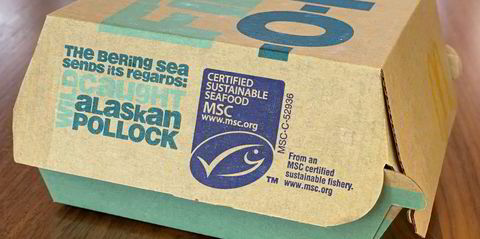 The Bering Sea
sends its regards:
WILD
caught
alaskan
POLLOCK
CERTIFIED
SUSTAINABLE
SEAFOOD
MSC
www.msc.org
TM
MSC-C-52936
From an
MSC certified
sustainable fishery.
www.msc.org